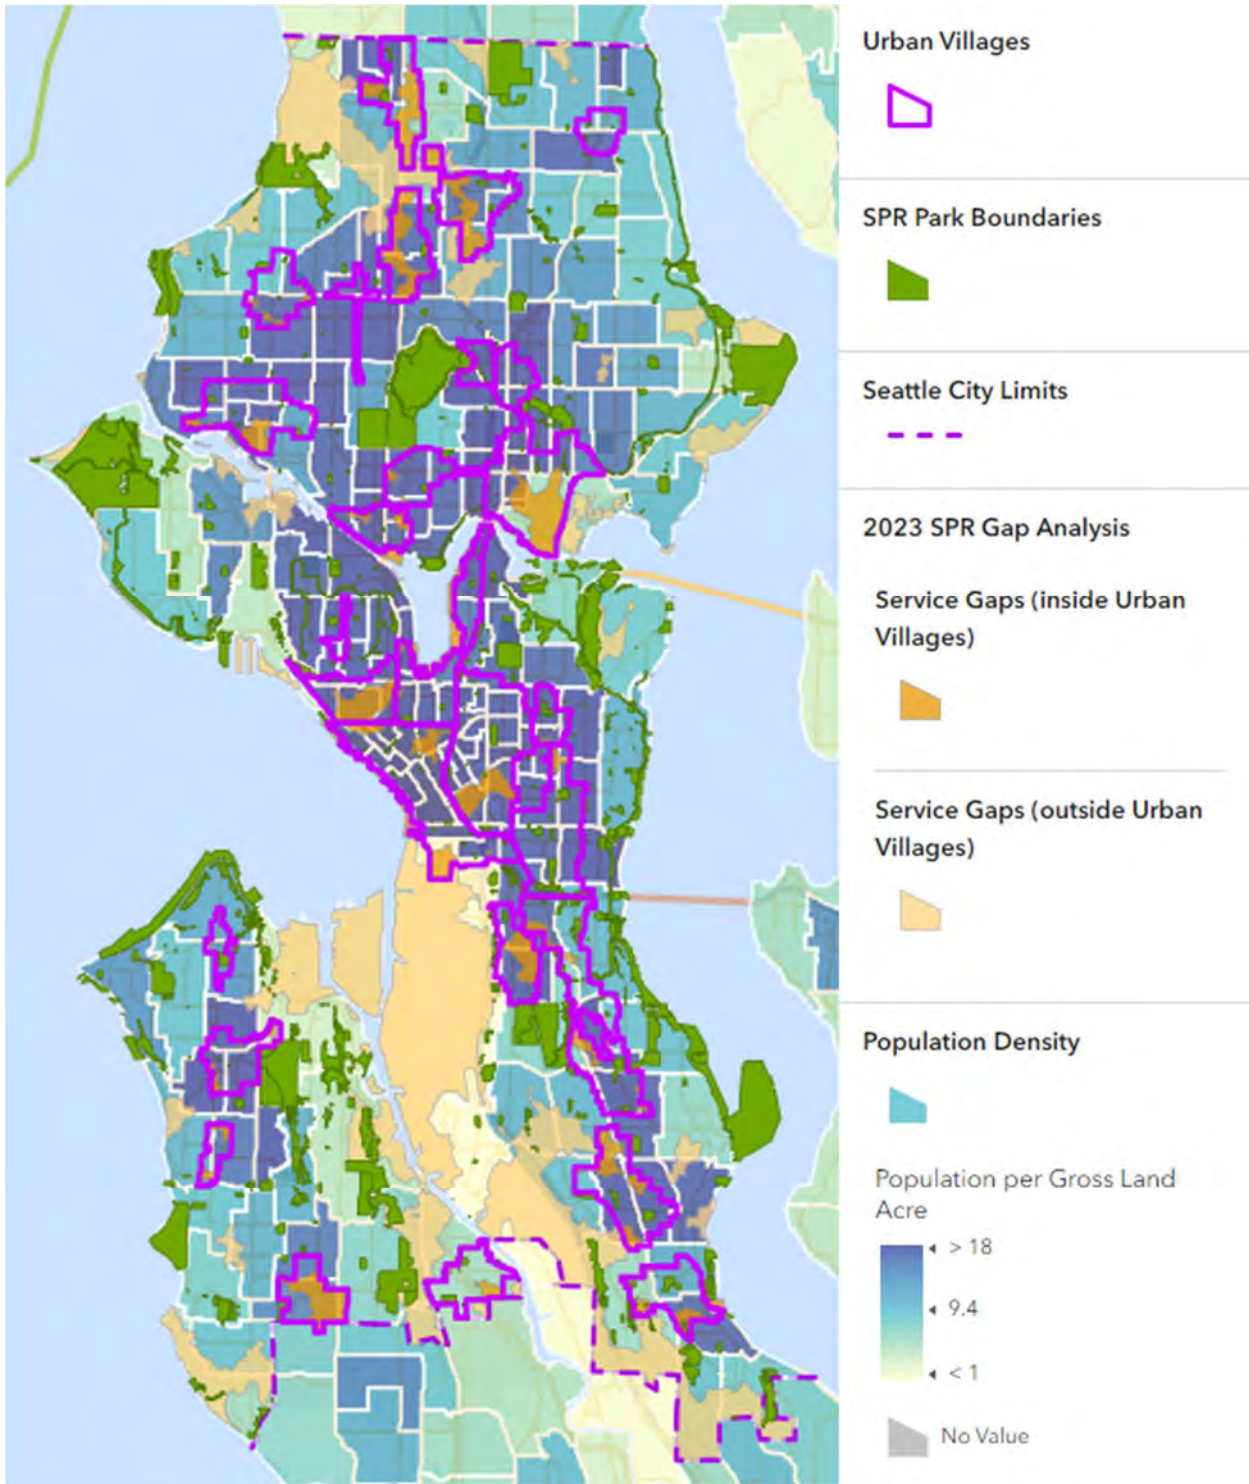 Urban Villages
SPR Park Boundaries
Seattle City Limits
2023 SPR Gap Analysis
Service Gaps (inside Urban
Villages)
Service Gaps (outside Urban
Villages)
Population Density
Population per Gross Land
Acre
> 18
9.4
< 1
No Value